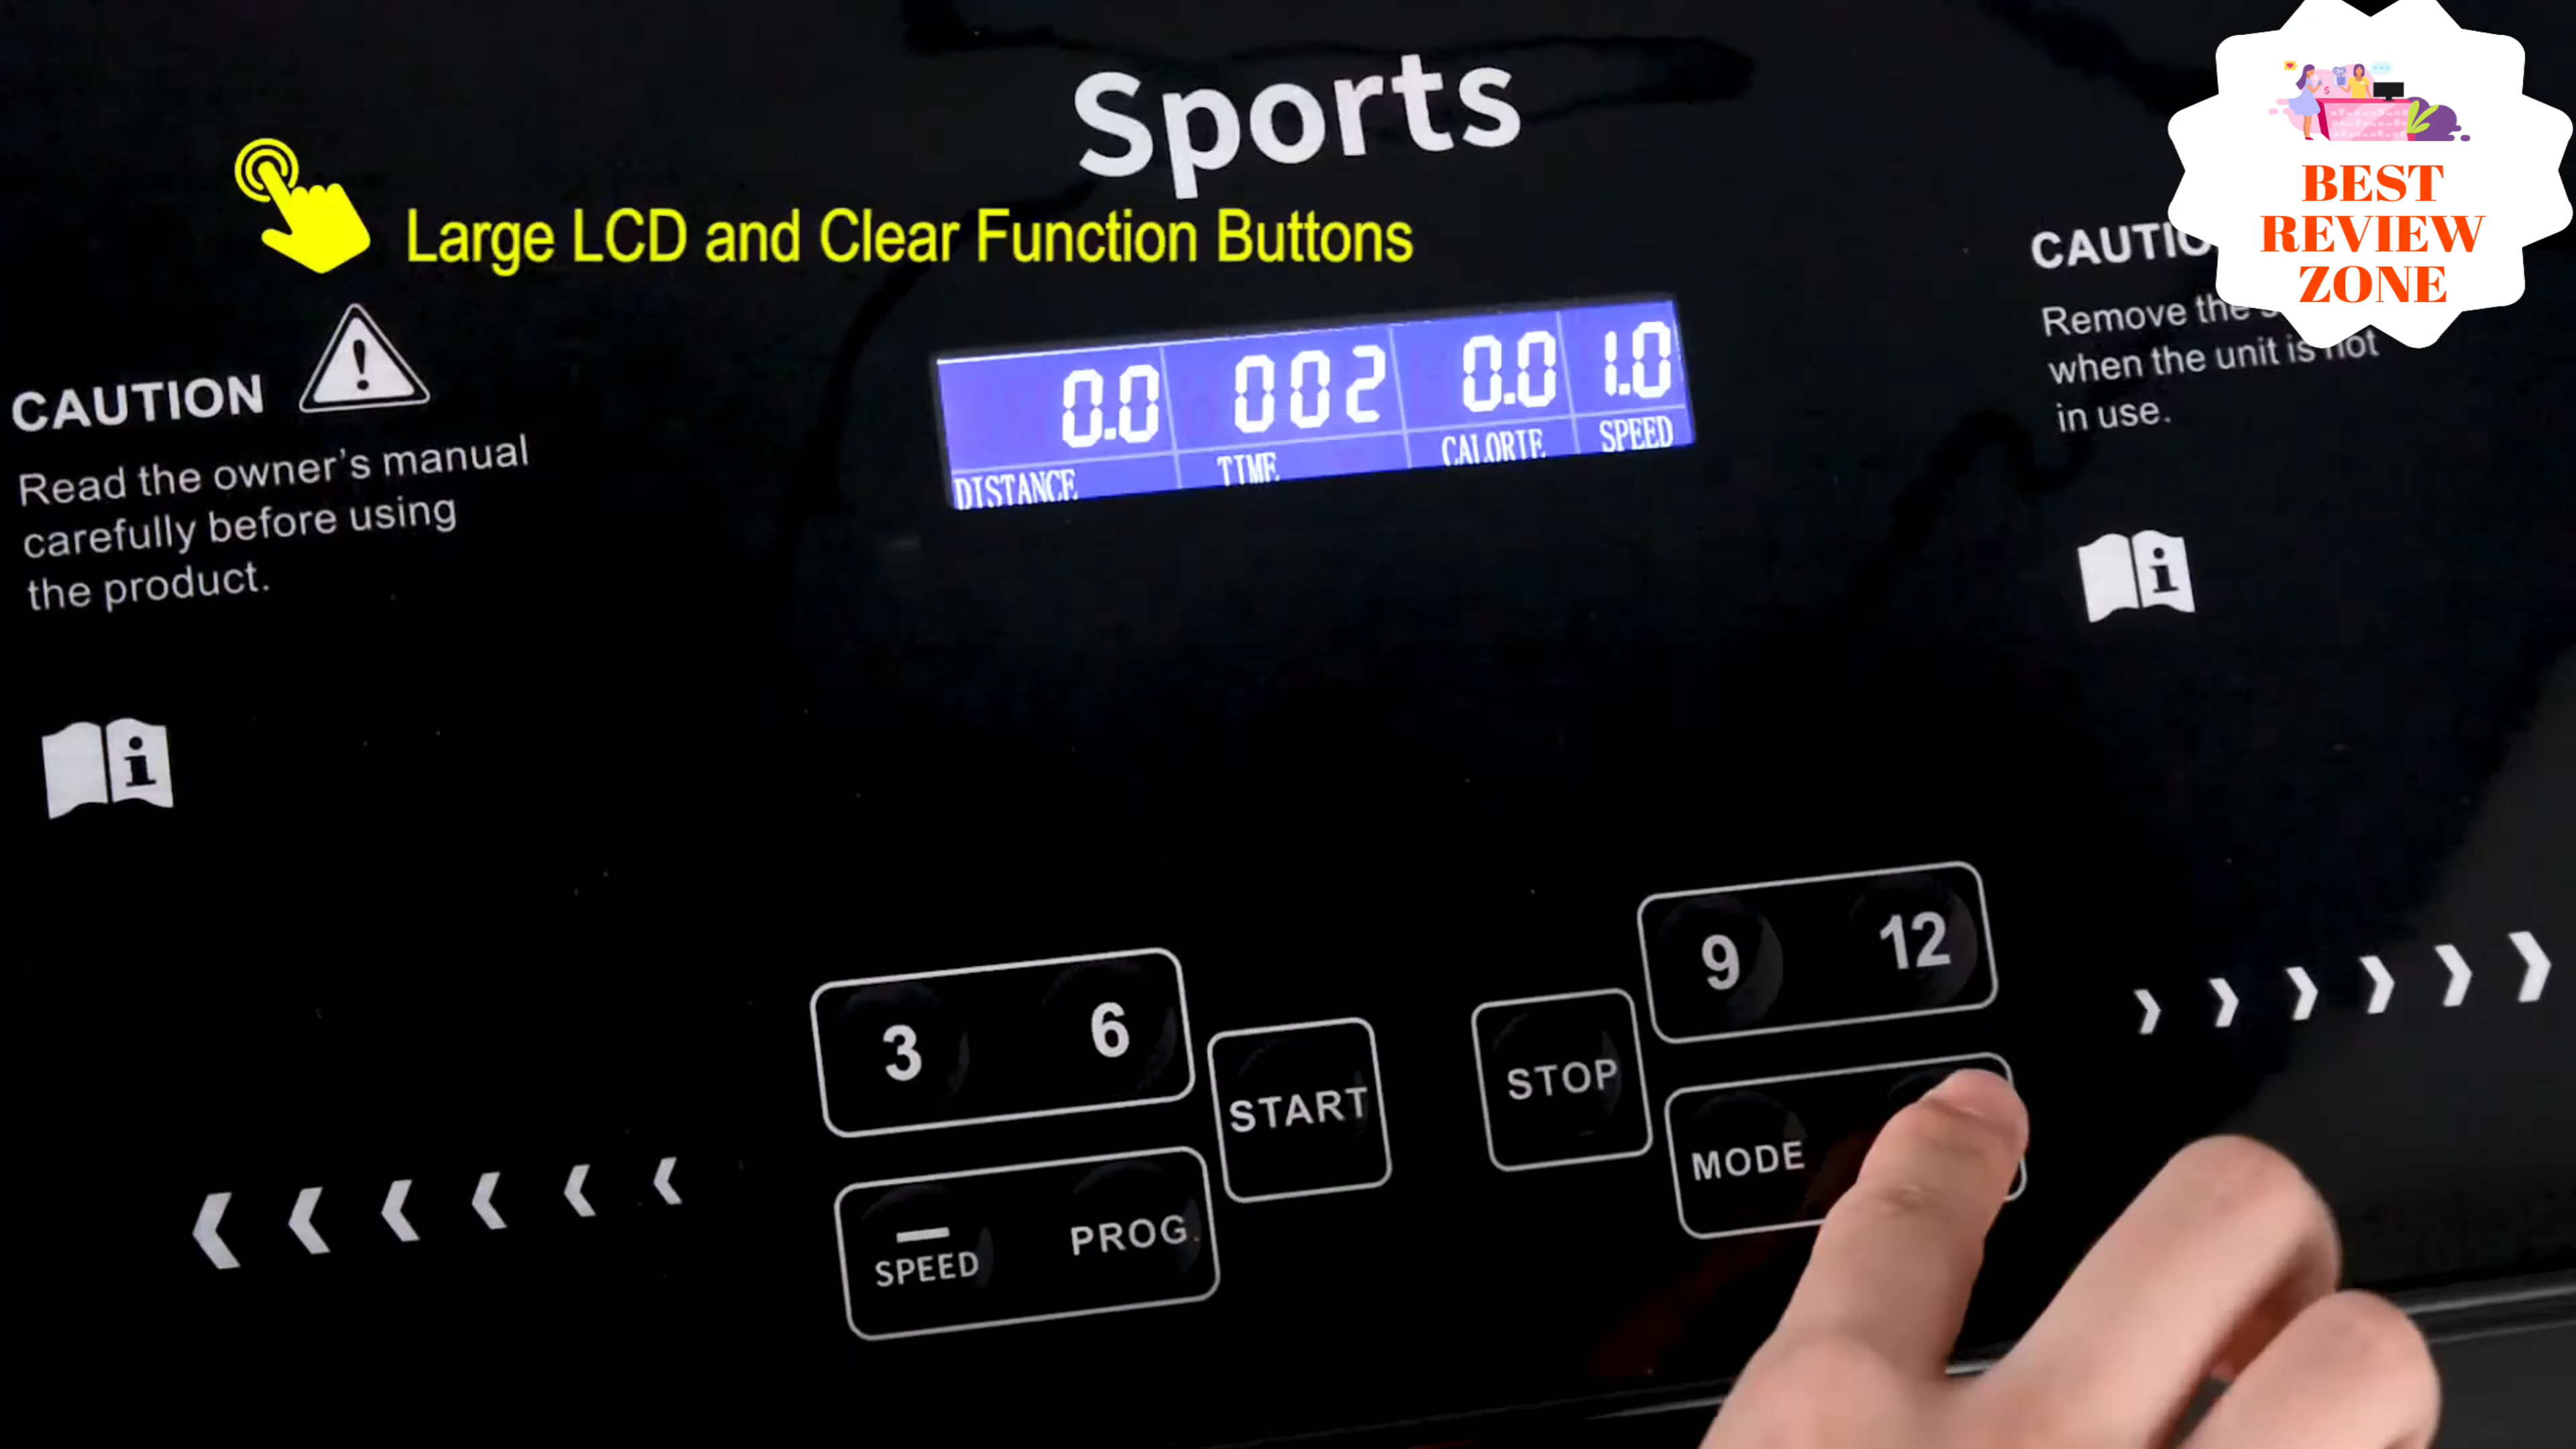 Sports
Large LCD and Clear Function Buttons
BEST
REVIEW
ZONE
CAUTION
Read the owner's manual
carefully before using
the product.
0.0 002 0.0 1.0
DISTANCE TIME CALORIE SPEED
Remove the
when the unit is not
in use.
3 6
START
STOP
9 12
— SPEED
PROG.
MODE